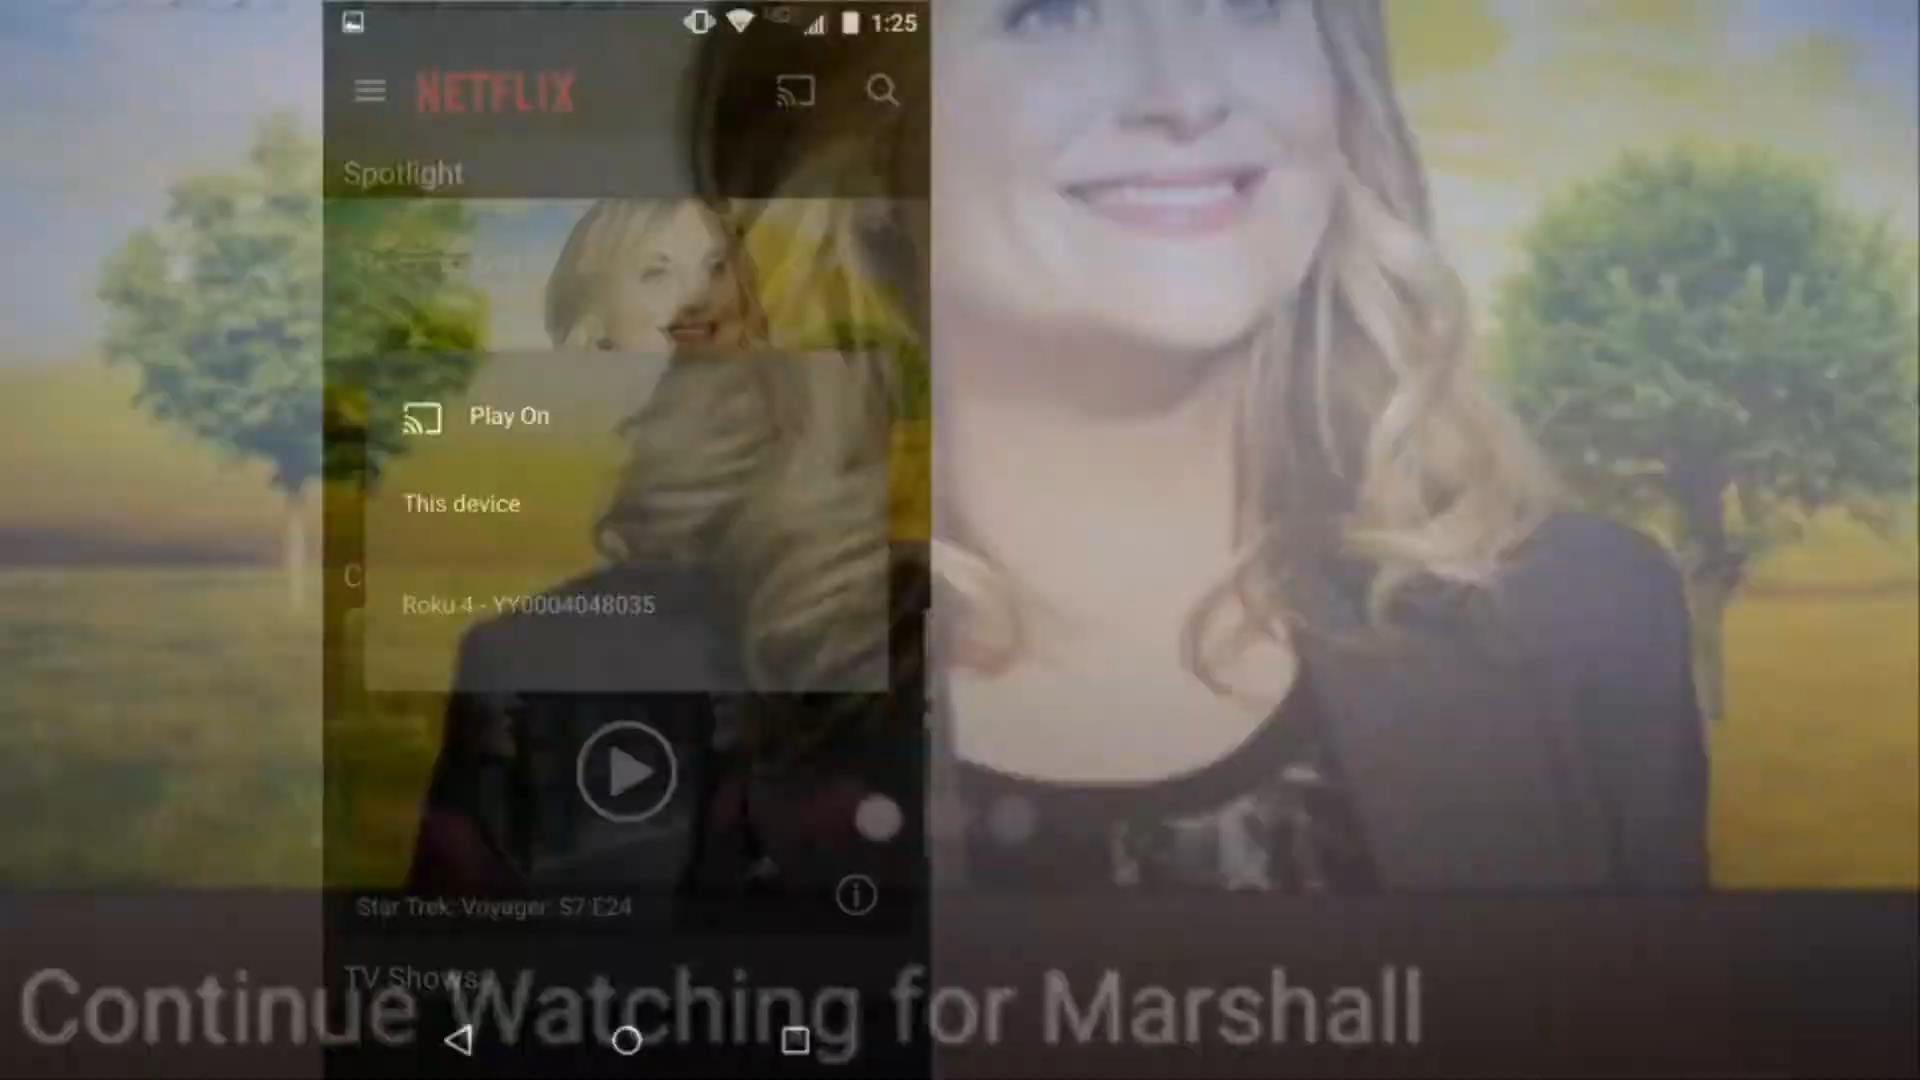 1:25
NETFLIX
Spotlight
Play On
This device
Roku 4 - YY0004048035
C
Star Trek: Voyager: S7:E24
TV Shows
Continue Watching for Marshall